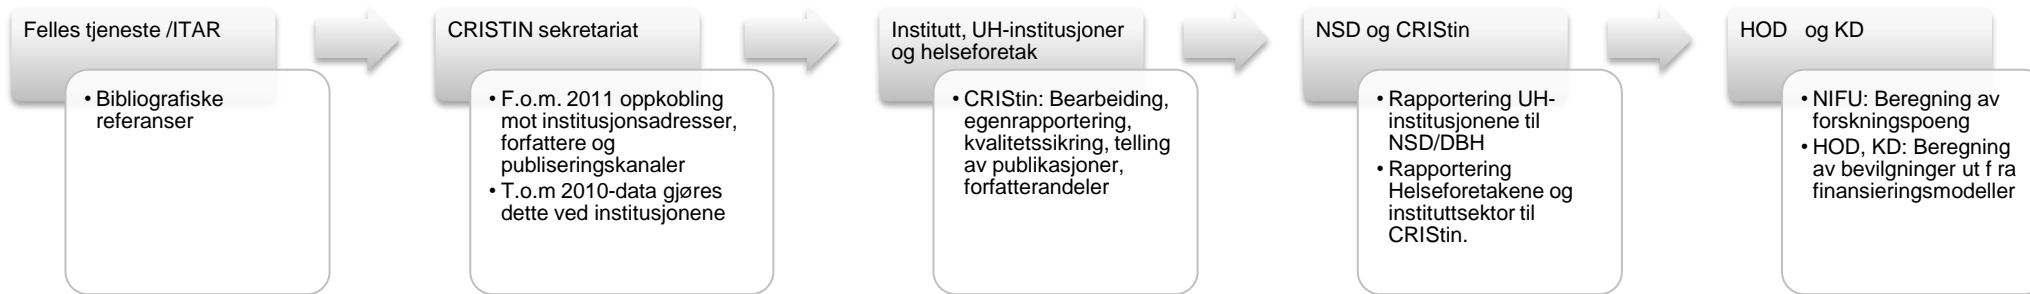 Felles tjeneste /ITAR
• Bibliografiske
referanser
CRISTIN sekretariat
• F.o.m. 2011 oppkobling
mot institusjonsadresser,
forfattere og
publiseringskanaler
• T.o.m 2010-data gjøres
dette ved institusjonene
Institutt, UH-institusjoner
og helseforetak
• CRIStin: Bearbeiding,
egenrapportering,
kvalitetssikring, telling
av publikasjoner,
forfatterandeler
NSD og CRIStin
• Rapportering UH-
institusjonene til
NSD/DBH
• Rapportering
Helseforetakene og
instituttsektor til
CRIStin.
HOD og KD
• NIFU: Beregning av
forskningspoeng
• HOD, KD: Beregning
av bevilgninger ut f ra
finansieringsmodeller